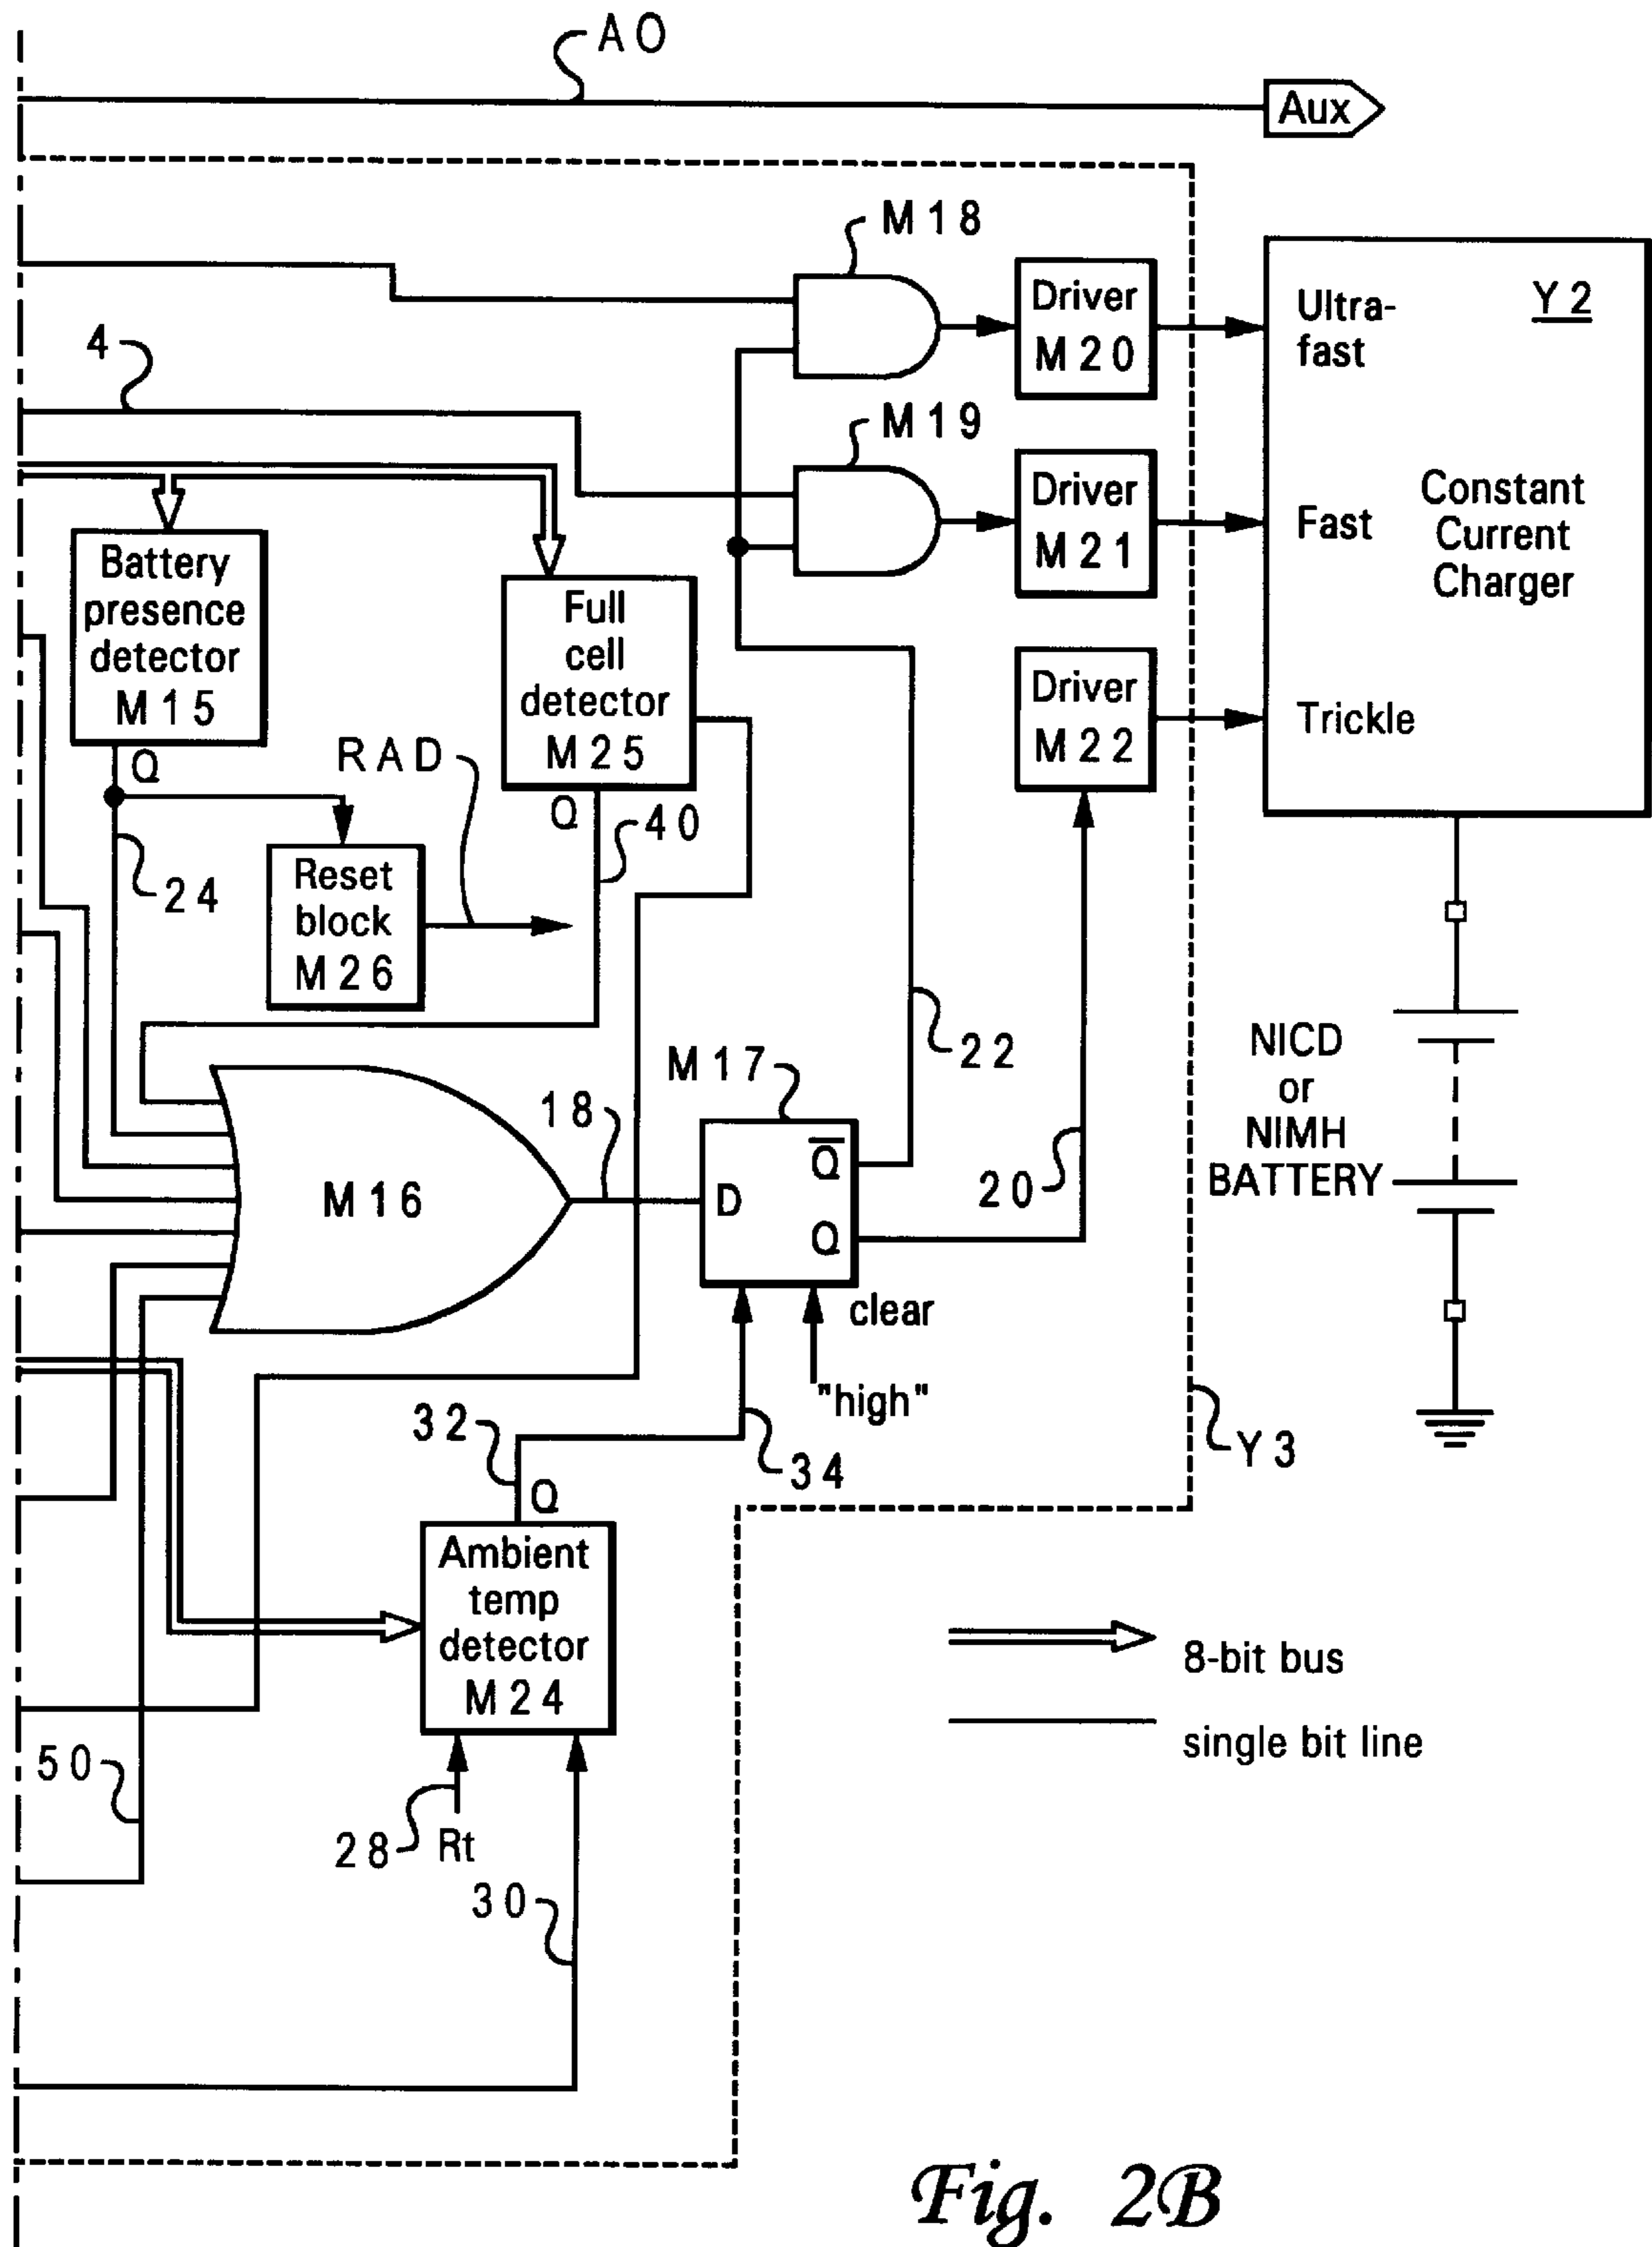 AO
Aux
M18
Driver
M20
Ultra-
fast
Y2
4
M19
Driver
M21
Fast
Constant
Current
Charger
Battery
presence
detector
M15
Q
Full
cell
detector
M25
Q
Driver
M22
Trickle
RAD
40
24
Reset
block
M26
22
NICD
or
NIMH
BATTERY
M17
18
M16
D
Q
Q
20
clear
"high"
32
34
Y3
Q
Ambient
temp
detector
M24
8-bit bus
single bit line
50
28
Rt
30
Fig. 2B